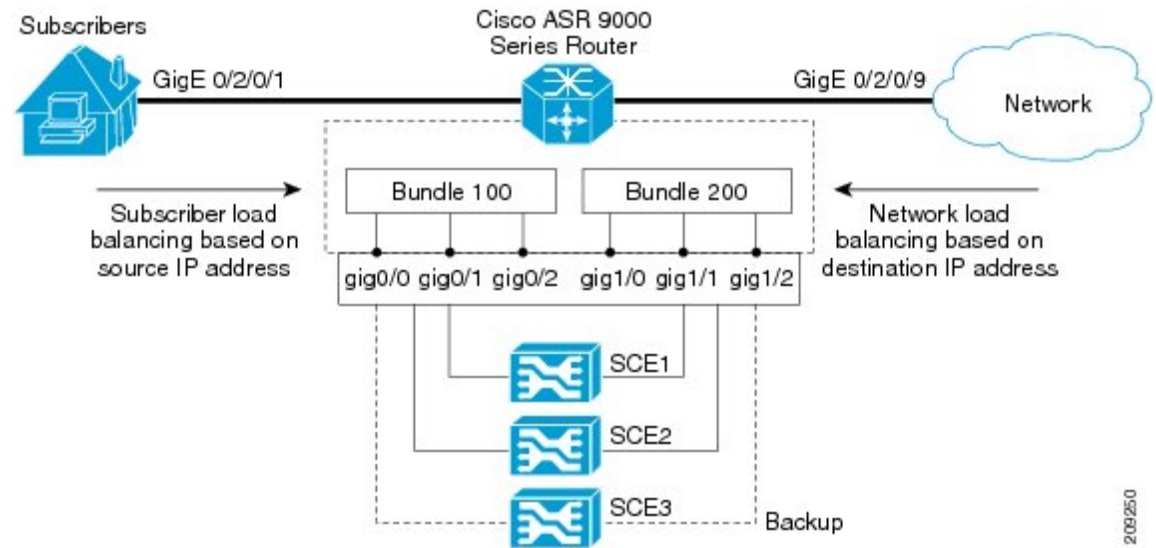 Subscribers
Cisco ASR 9000
Series Router
GigE 0/2/0/1
GigE 0/2/0/9
Network
Bundle 100
Bundle 200
Subscriber load
balancing based on
source IP address
Network load
balancing based on
destination IP address
gig0/0 gig0/1 gig0/2 gig1/0 gig1/1 gig1/2
SCE1
SCE2
SCE3
Backup
209250